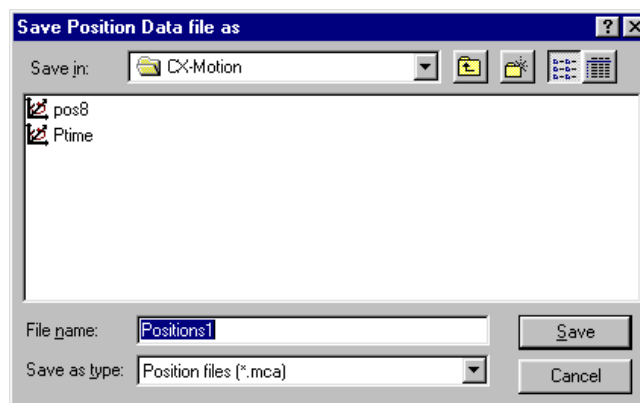 Save Position Data file as
Save in: CX-Motion
pos8
Ptime
File name: Positions1 Save
Save as type: Position files (*.mca) Cancel